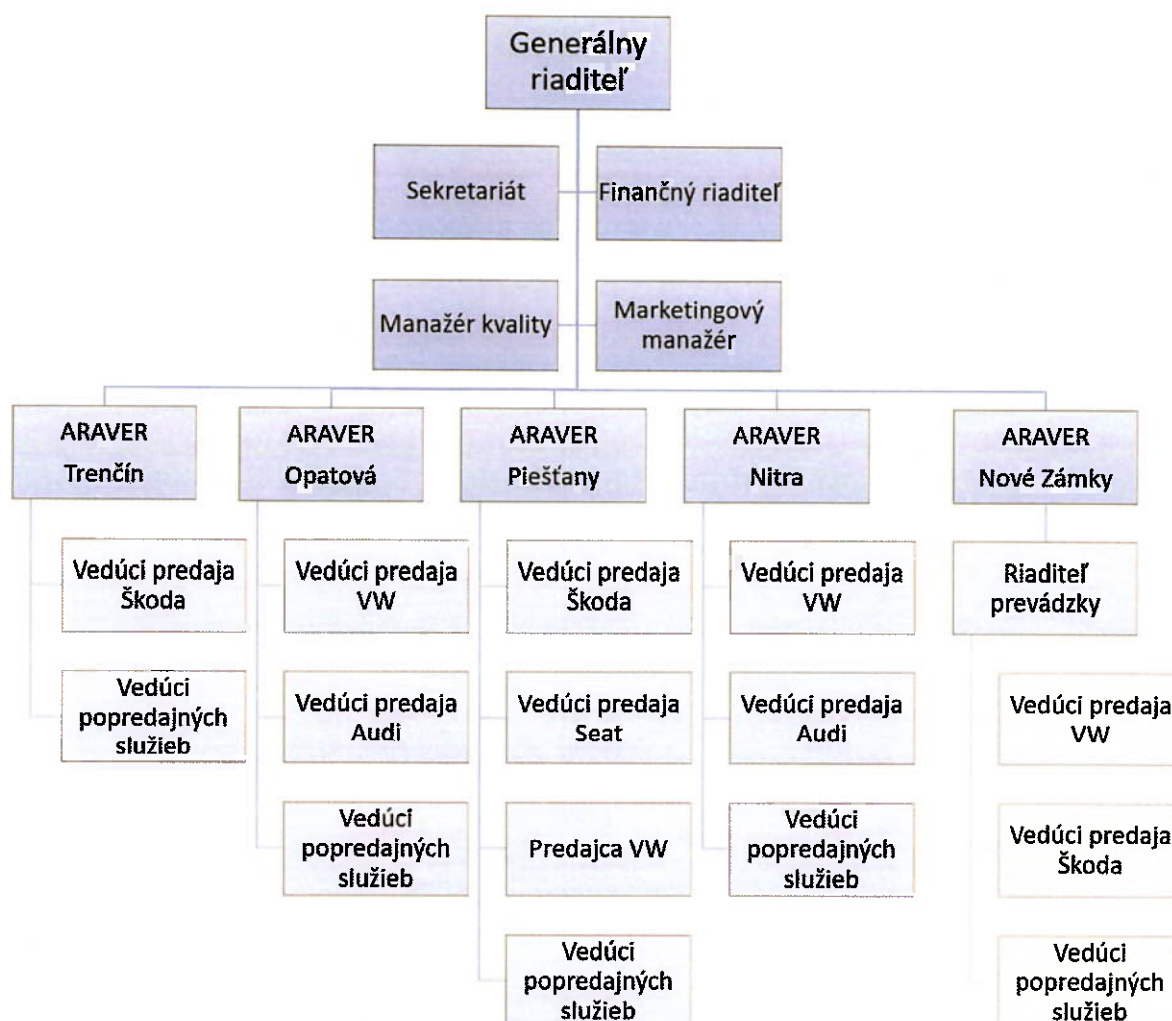 Generálny
riaditeľ
Sekretariát
Finančný riaditeľ
Manažér kvality
Marketingový
manažér
ARAVER
Trenčín
ARAVER
Opatová
ARAVER
Piešťany
ARAVER
Nitra
ARAVER
Nové Zámky
Vedúci predaja
Škoda
Vedúci
popredajných
služieb
Vedúci predaja
VW
Vedúci predaja
Audi
Vedúci
popredajných
služieb
Vedúci predaja
Škoda
Vedúci predaja
Seat
Predajca VW
Vedúci
popredajných
služieb
Vedúci predaja
VW
Vedúci predaja
Audi
Vedúci
popredajných
služieb
Riaditeľ
prevádzky
Vedúci predaja
VW
Vedúci predaja
Škoda
Vedúci
popredajných
služieb